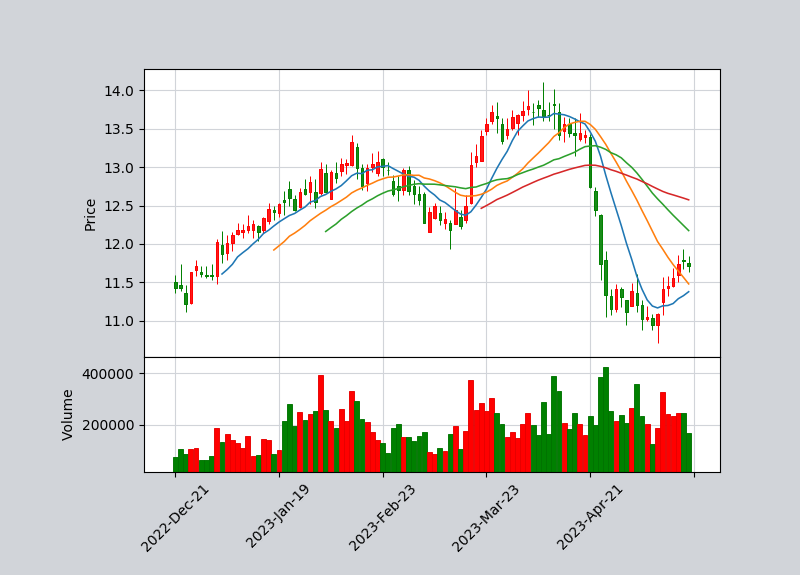 14.0
13.5
13.0
12.5
12.0
11.5
11.0
Price
400000
200000
Volume
2022-Dec-21
2023-Jan-19
2023-Feb-23
2023-Mar-23
2023-Apr-21